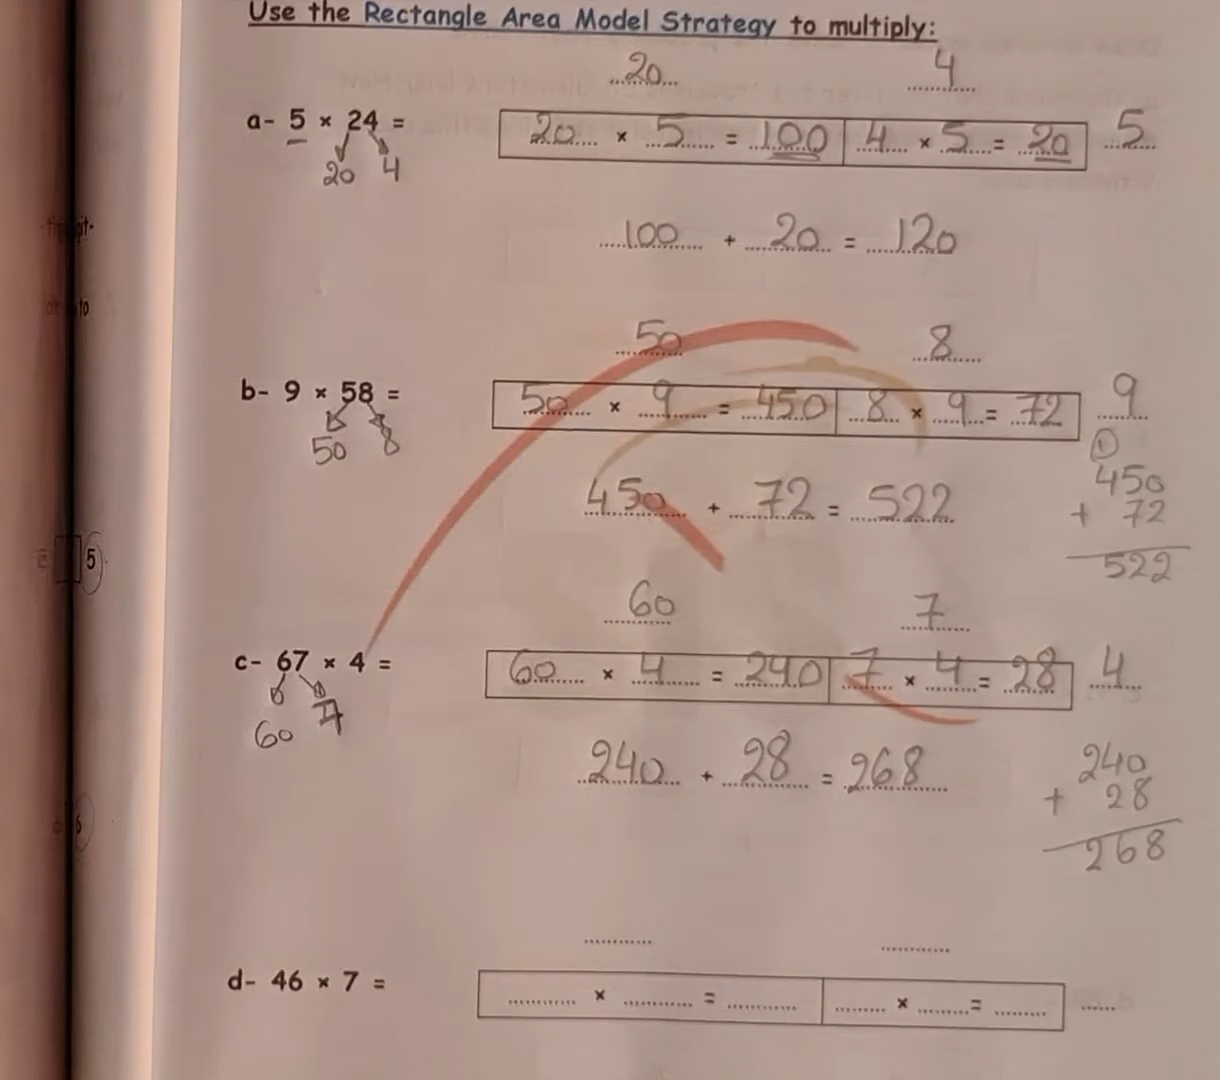 Use the Rectangle Area Model Strategy to multiply:
20 4
a- 5 × 24 = 20 × 5 = 100 4 × 5 = 20 5
20 4
100 + 20 = 120
50 8
b- 9 × 58 = 50 × 9 = 450 8 × 9 = 72 9
50 8
1
450 + 72 = 522
450
+ 72
522
60 7
c- 67 × 4 = 60 × 4 = 240 7 × 4 = 28 4
60 7
240 + 28 = 268
240
+ 28
268
d- 46 × 7 = × = × =
5
6
to